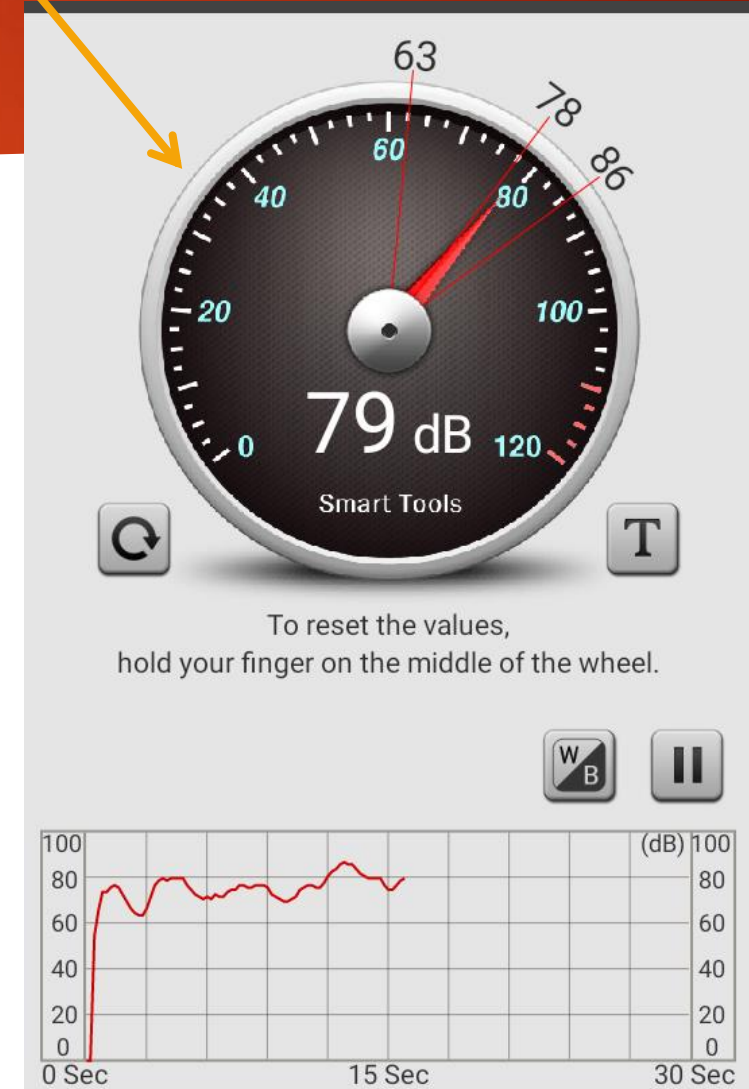 63
78
86
60
40
80
20
100
0
79 dB
120
Smart Tools
T
To reset the values,
hold your finger on the middle of the wheel.
W
B
100
(dB) 100
80
80
60
60
40
40
20
20
0
0
0 Sec
15 Sec
30 Sec